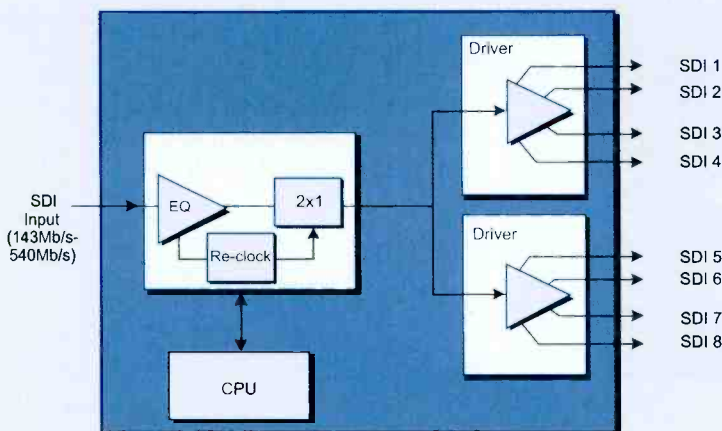 Driver
SDI 1
SDI 2
SDI 3
SDI 4
SDI
Input
(143Mb/s-
540Mb/s)
EQ
2x1
Re-clock
Driver
SDI 5
SDI 6
SDI 7
SDI 8
CPU